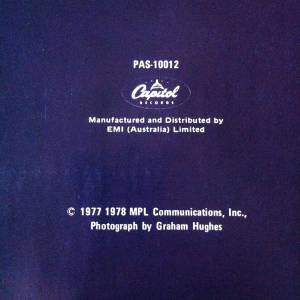 PAS-10012
Capitol
RECORDS
Manufactured and Distributed by
EMI (Australia) Limited
© 1977 1978 MPL Communications, Inc.,
Photograph by Graham Hughes